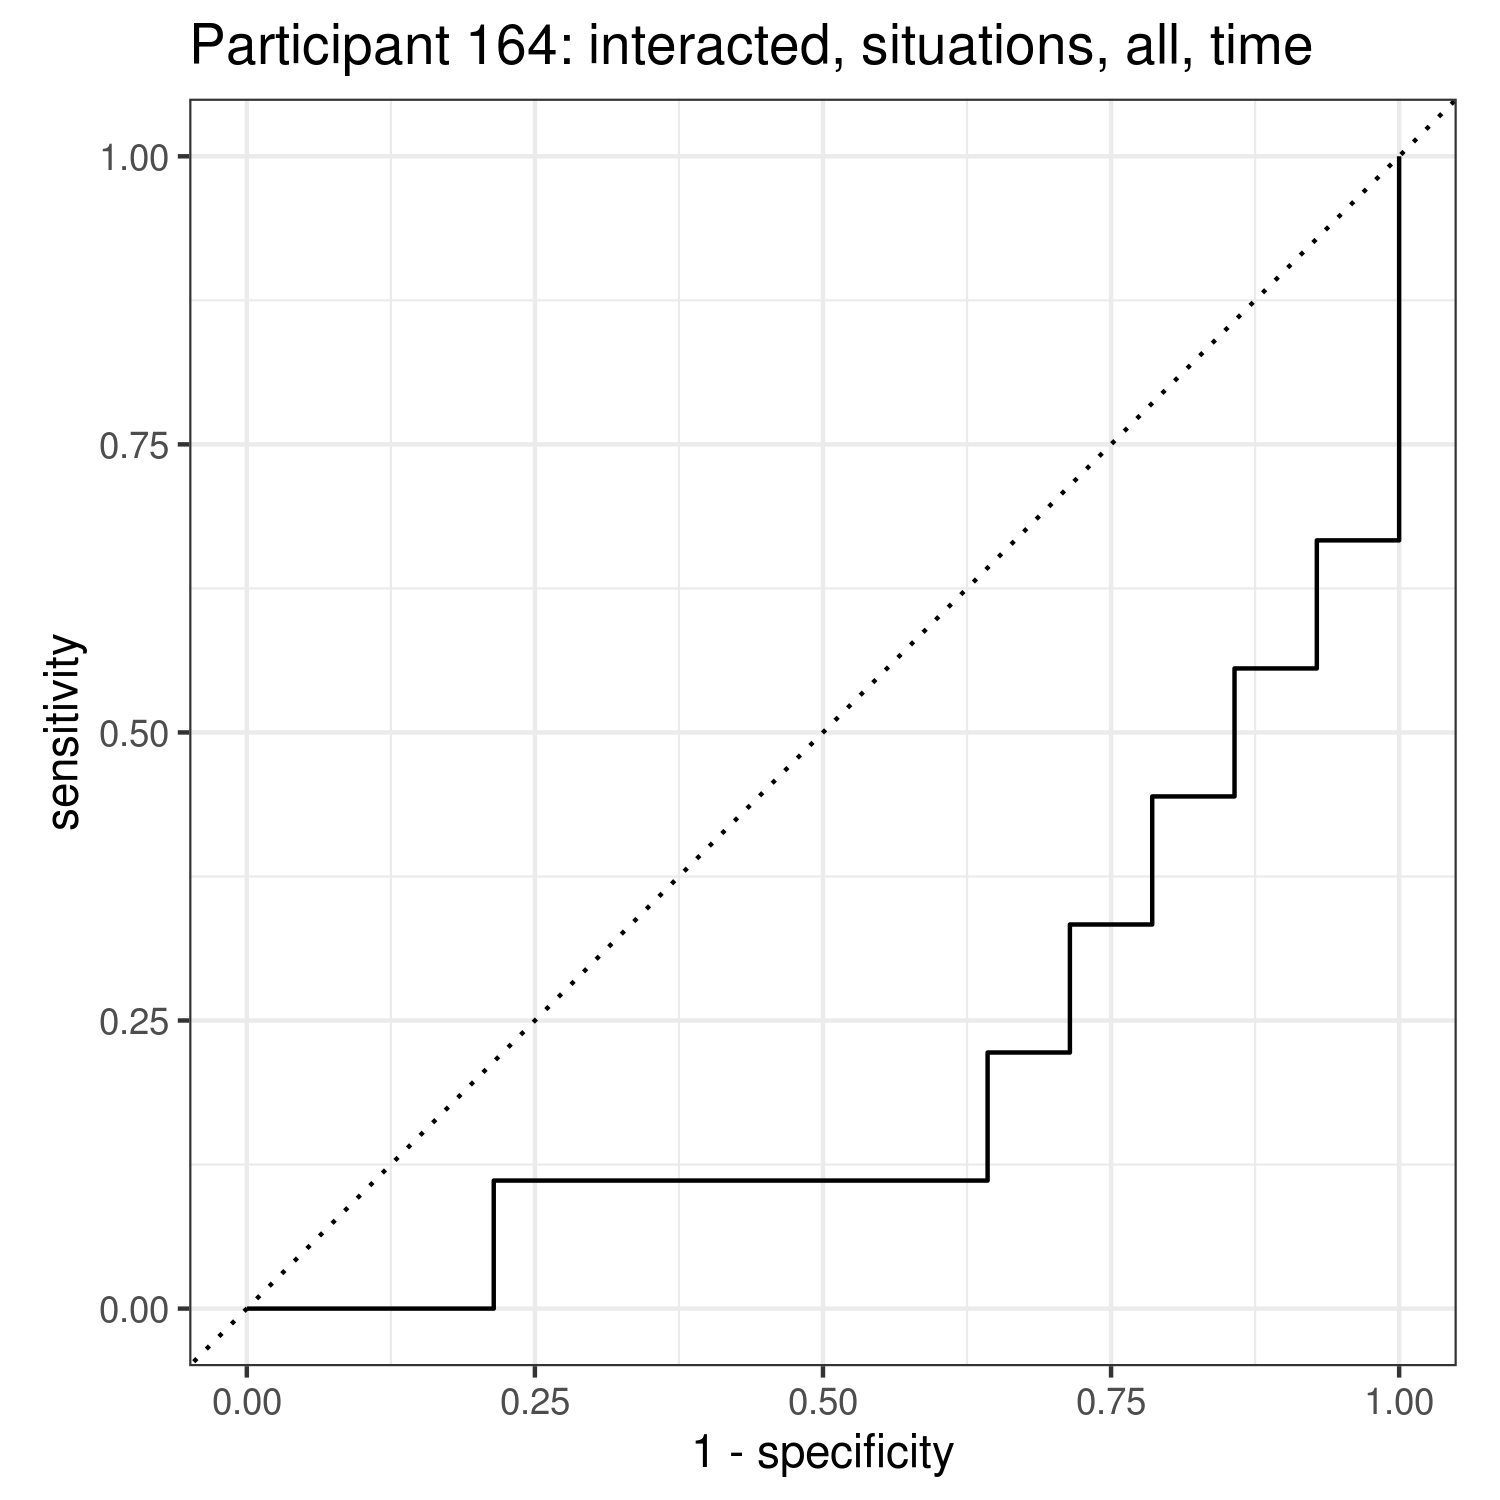 Participant 164: interacted, situations, all, time
1.00
0.75
0.50
0.25
0.00
sensitivity
0.00 0.25 0.50 0.75 1.00
1 - specificity